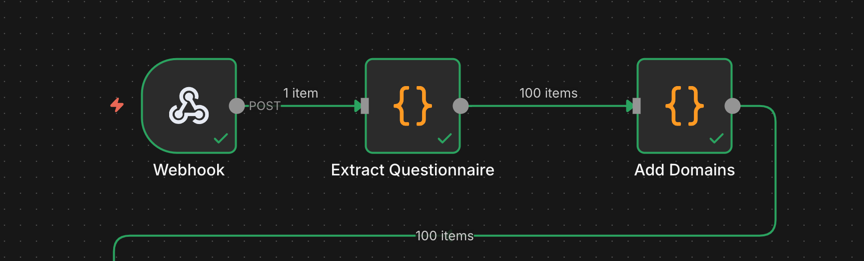 POST
1 item
100 items
Webhook
Extract Questionnaire
Add Domains
100 items